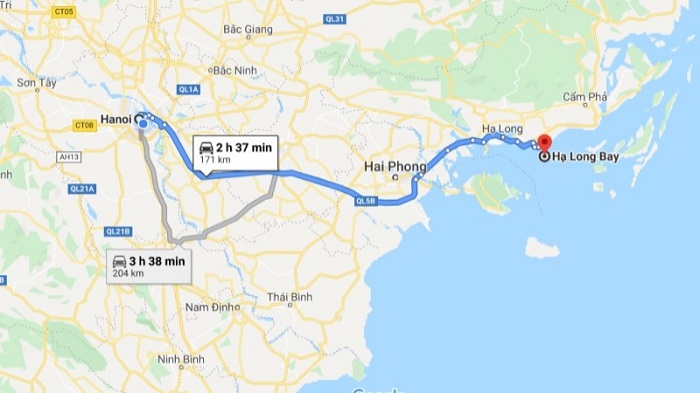 Tri
CT05
QL31
Bắc Giang
Sơn Tây
Bắc Ninh
QL1A
Cẩm Phả
Hanoi
CT08
Hạ Long
2 h 37 min
171 km
AH13
Hai Phong
Hạ Long Bay
QL21A
QL5B
QL21B
3 h 38 min
204 km
Thái Bình
Nam Định
Ninh Bình